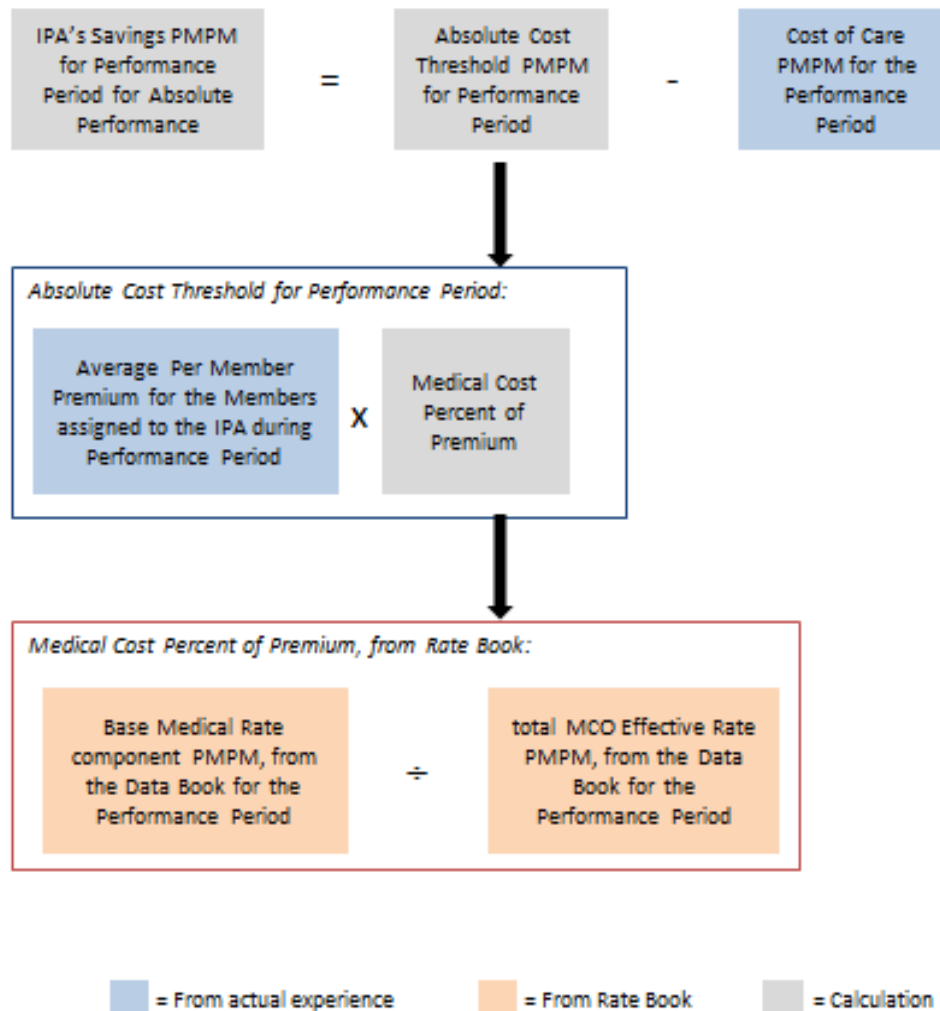 IPA's Savings PMPM
for Performance
Period for Absolute
Performance
=
Absolute Cost
Threshold PMPM
for Performance
Period
-
Cost of Care
PMPM for the
Performance
Period
Absolute Cost Threshold for Performance Period:
Average Per Member
Premium for the Members
assigned to the IPA during
Performance Period
X
Medical Cost
Percent of
Premium
Medical Cost Percent of Premium, from Rate Book:
Base Medical Rate
component PMPM, from
the Data Book for the
Performance Period
÷
total MCO Effective Rate
PMPM, from the Data
Book for the
Performance Period
= From actual experience
= From Rate Book
= Calculation